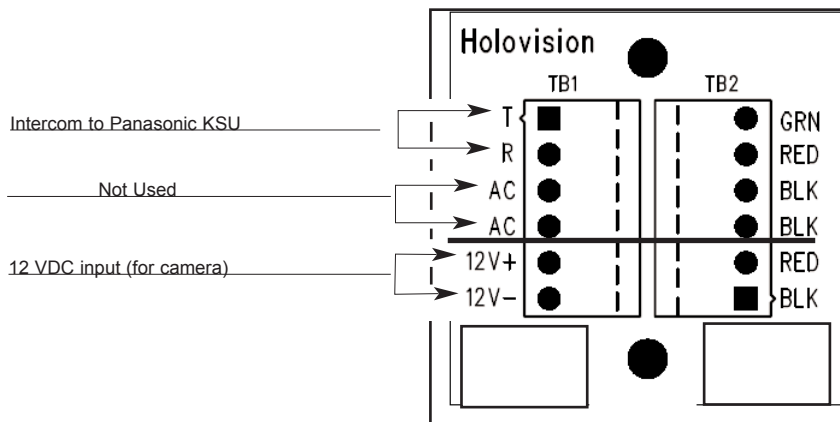 Holovision
TB1 TB2
T GRN
Intercom to Panasonic KSU
R RED
AC BLK
Not Used
AC BLK
12V+ RED
12 VDC input (for camera)
12V- BLK